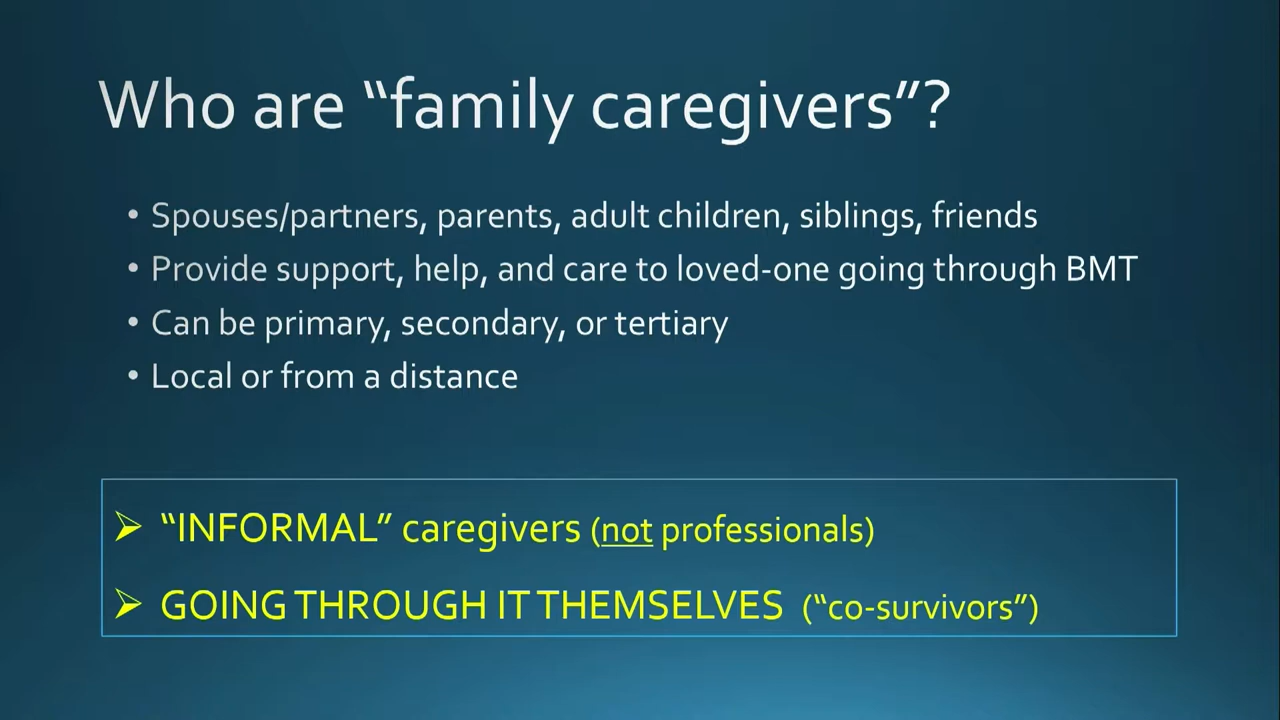 Who are “family caregivers”?
• Spouses/partners, parents, adult children, siblings, friends
• Provide support, help, and care to loved-one going through BMT
• Can be primary, secondary, or tertiary
• Local or from a distance
➢ “INFORMAL” caregivers (not professionals)
➢ GOING THROUGH IT THEMSELVES (“co-survivors”)